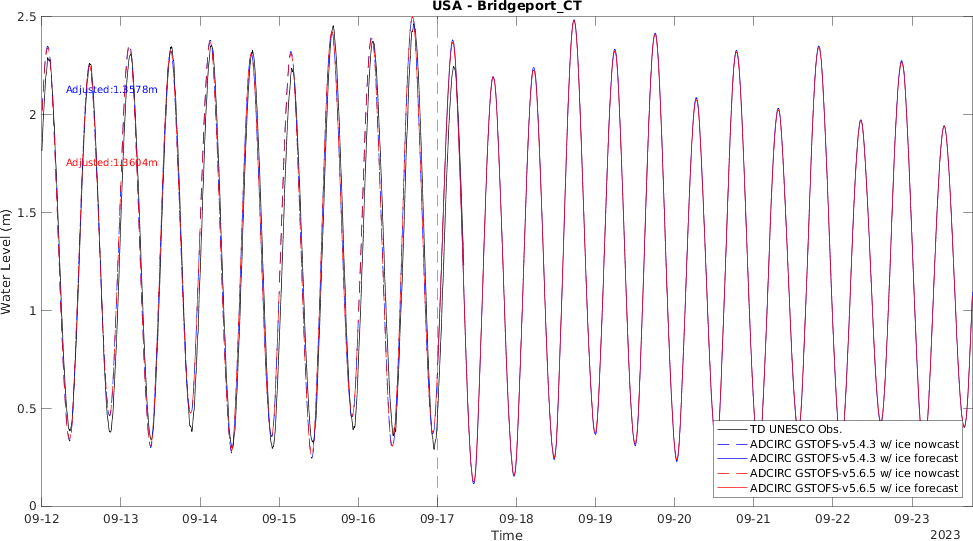 USA - Bridgeport_CT
2.5
Adjusted:1.3578m
2
Adjusted:1.3604m
1.5
Water Level (m)
1
0.5
TD UNESCO Obs.
ADCIRC GSTOFS-v5.4.3 w/ ice nowcast
ADCIRC GSTOFS-v5.4.3 w/ ice forecast
ADCIRC GSTOFS-v5.6.5 w/ ice nowcast
ADCIRC GSTOFS-v5.6.5 w/ ice forecast
0
09-12 09-13 09-14 09-15 09-16 09-17 09-18 09-19 09-20 09-21 09-22 09-23
Time
2023